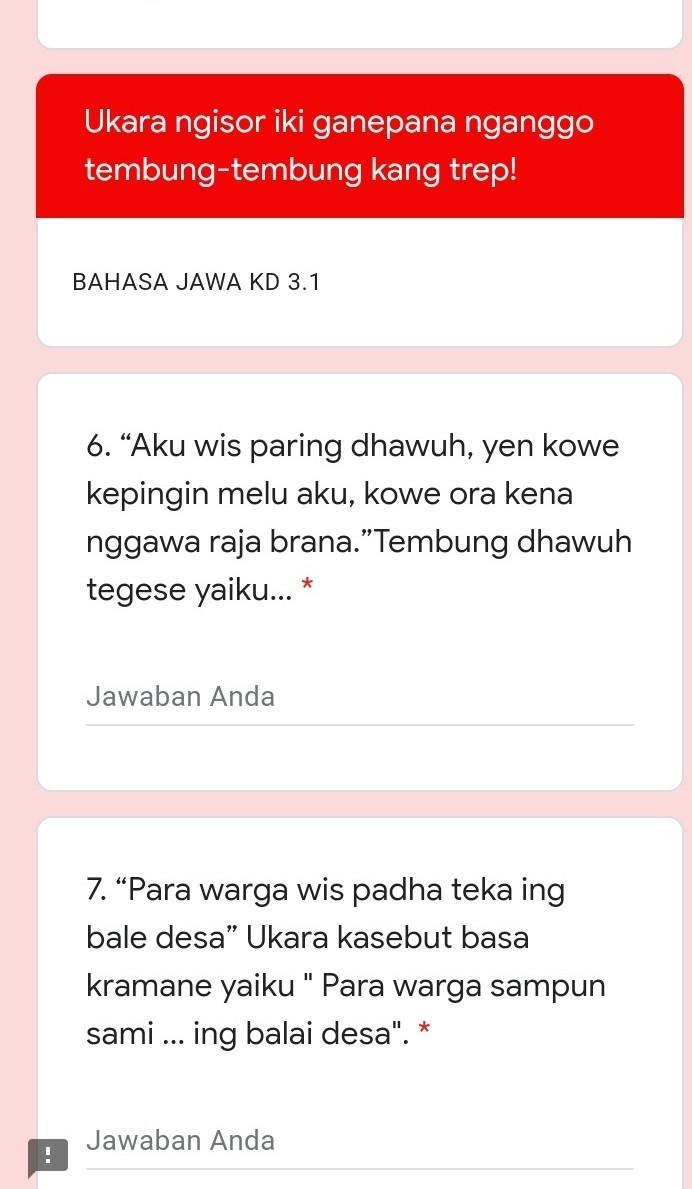 Ukara ngisor iki ganepana nganggo
tembung-tembung kang trep!
BAHASA JAWA KD 3.1
6. “Aku wis paring dhawuh, yen kowe
kepingin melu aku, kowe ora kena
nggawa raja brana.”Tembung dhawuh
tegese yaiku... *
Jawaban Anda
7. “Para warga wis padha teka ing
bale desa” Ukara kasebut basa
kramane yaiku " Para warga sampun
sami ... ing balai desa". *
Jawaban Anda